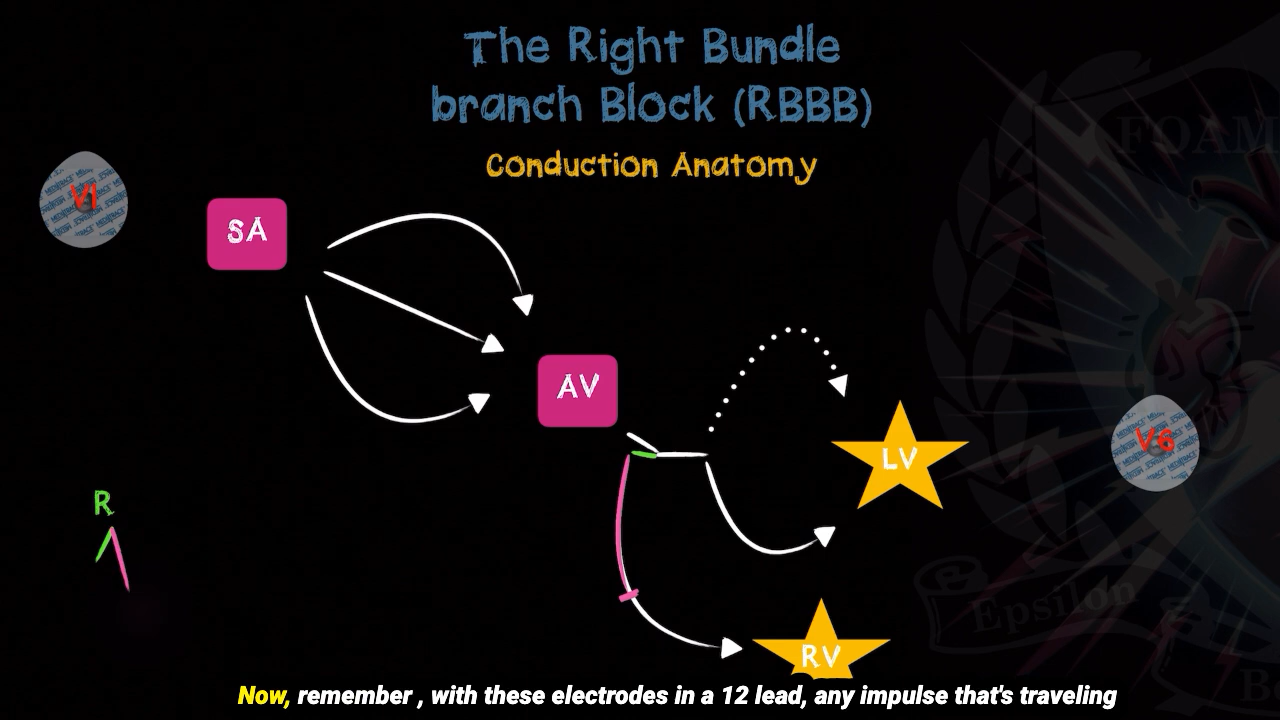 The Right Bundle
branch Block (RBBB)
Conduction Anatomy
FOAM
V1
SA
AV
LV
V6
R
Epsilon
RV
B
Now, remember , with these electrodes in a 12 lead, any impulse that's traveling